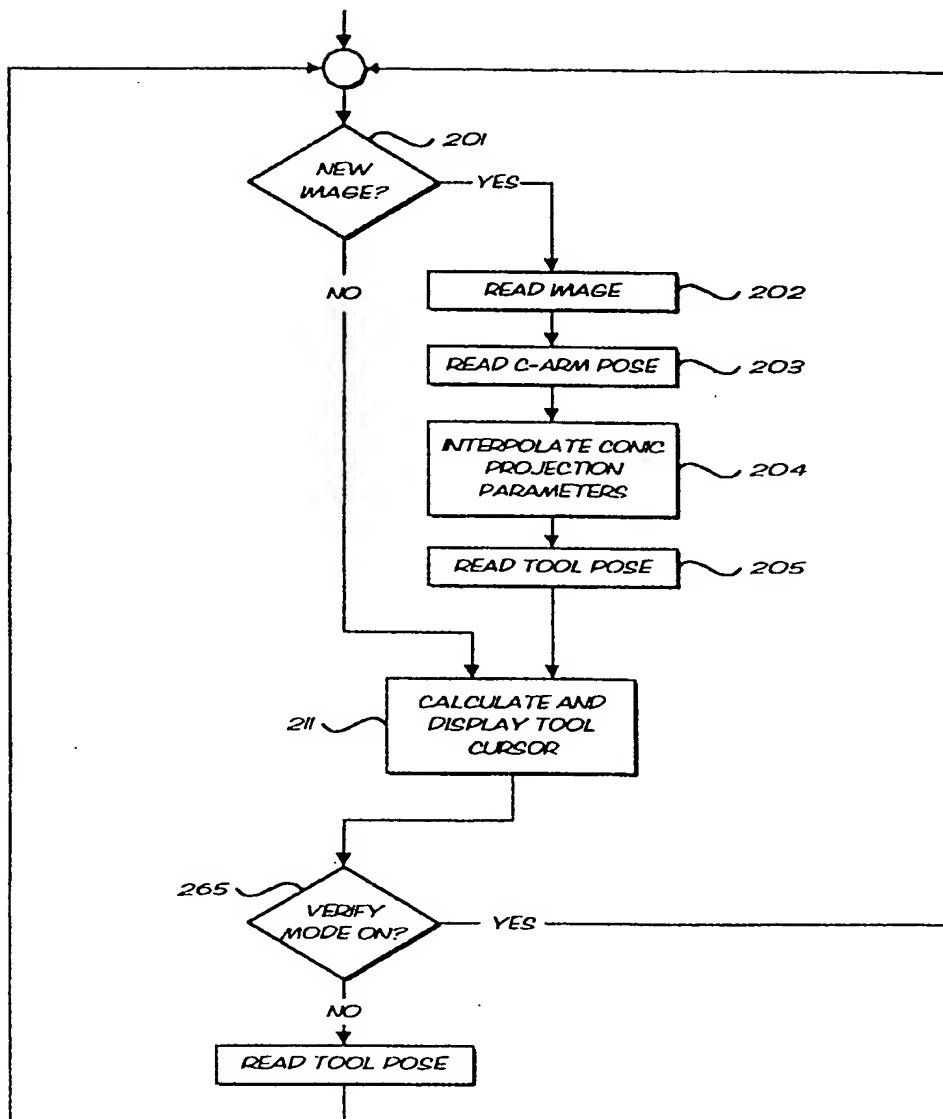 201
NEW
IMAGE?
YES
NO
READ IMAGE
202
READ C-ARM POSE
203
INTERPOLATE CONIC
PROJECTION
PARAMETERS
204
READ TOOL POSE
205
CALCULATE AND
DISPLAY TOOL
CURSOR
211
265
VERIFY
MODE ON?
YES
NO
READ TOOL POSE